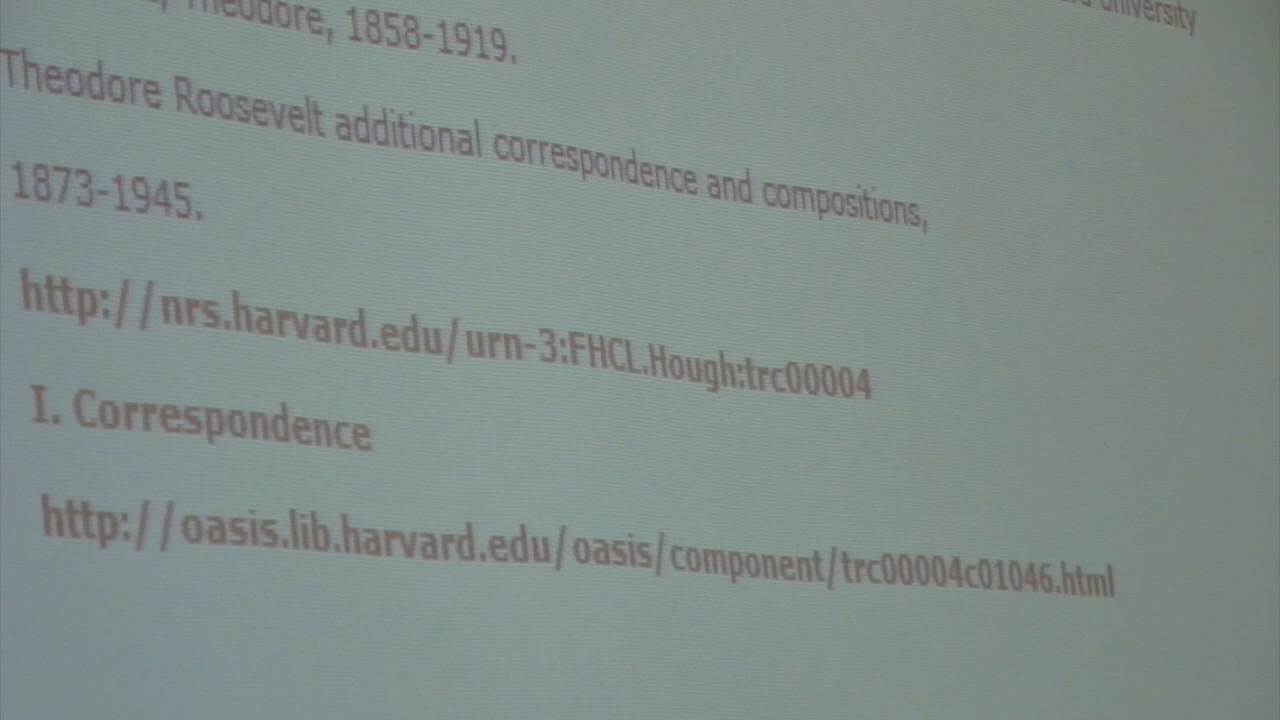 Theodore, 1858-1919.
University
Theodore Roosevelt additional correspondence and compositions,
1873-1945.
http://nrs.harvard.edu/urn-3:FHCL.Hough:trc00004
I. Correspondence
http://oasis.lib.harvard.edu/oasis/component/trc00004c01046.html